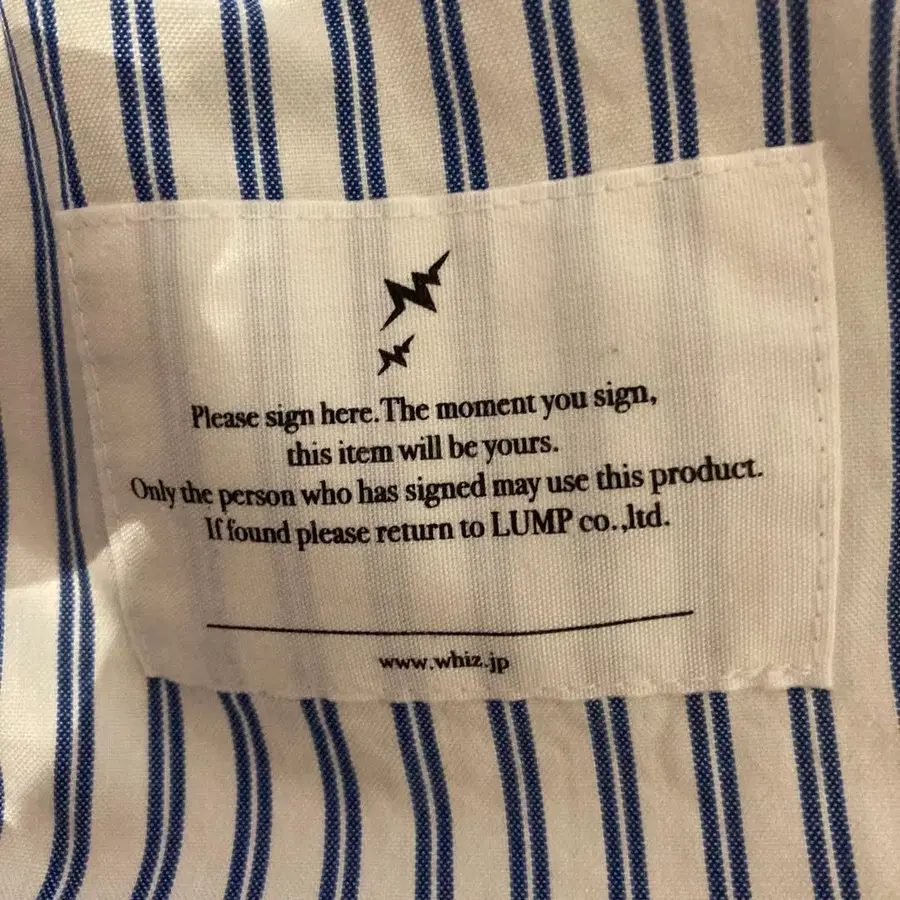 Please sign here.The moment you sign,
this item will be yours.
Only the person who has signed may use this product.
If found please return to LUMP co.,ltd.
www.whiz.jp